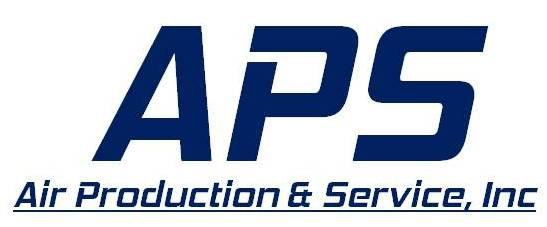 APS
Air Production & Service, Inc